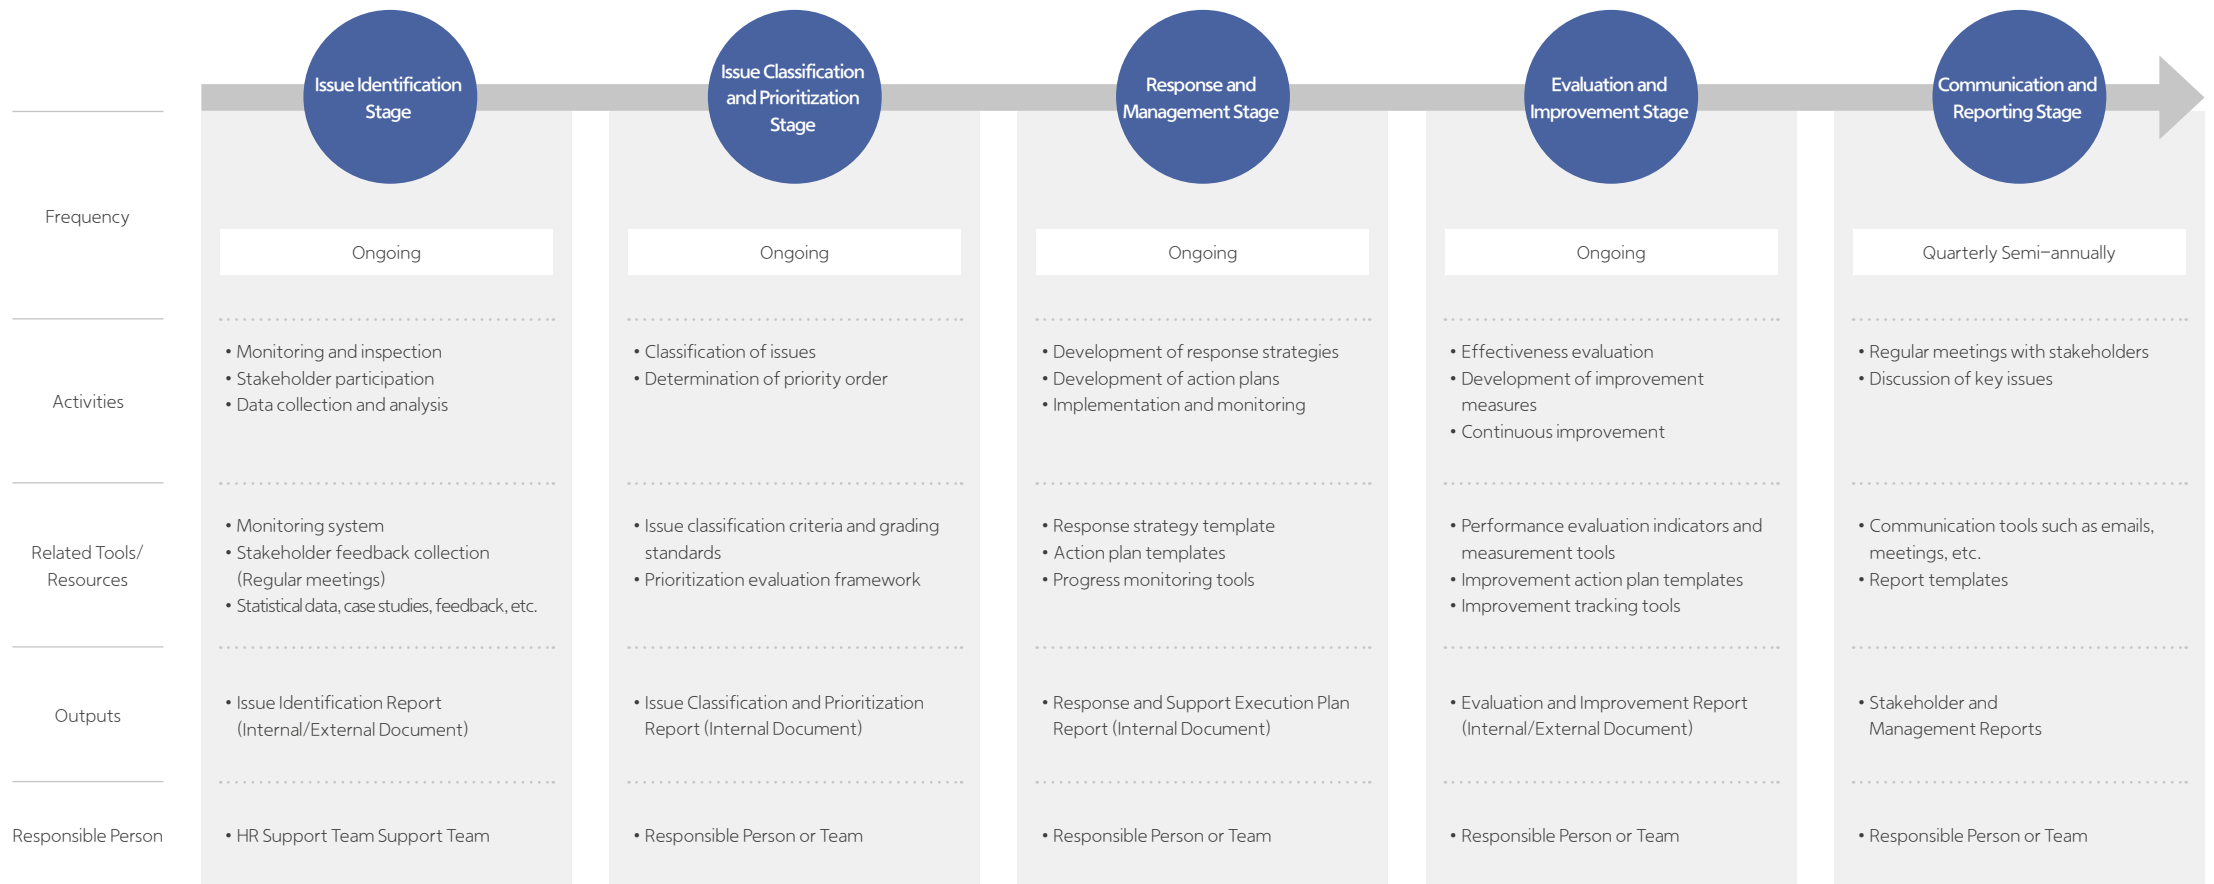 Issue Identification
Stage
Issue Classification
and Prioritization
Stage
Response and
Management Stage
Evaluation and
Improvement Stage
Communication and
Reporting Stage
Frequency
Ongoing
Ongoing
Ongoing
Ongoing
Quarterly Semi-annually
Activities
• Monitoring and inspection
• Stakeholder participation
• Data collection and analysis
• Classification of issues
• Determination of priority order
• Development of response strategies
• Development of action plans
• Implementation and monitoring
• Effectiveness evaluation
• Development of improvement
measures
• Continuous improvement
• Regular meetings with stakeholders
• Discussion of key issues
Related Tools/
Resources
• Monitoring system
• Stakeholder feedback collection
(Regular meetings)
• Statistical data, case studies, feedback, etc.
• Issue classification criteria and grading
standards
• Prioritization evaluation framework
• Response strategy template
• Action plan templates
• Progress monitoring tools
• Performance evaluation indicators and
measurement tools
• Improvement action plan templates
• Improvement tracking tools
• Communication tools such as emails,
meetings, etc.
• Report templates
Outputs
• Issue Identification Report
(Internal/External Document)
• Issue Classification and Prioritization
Report (Internal Document)
• Response and Support Execution Plan
Report (Internal Document)
• Evaluation and Improvement Report
(Internal/External Document)
• Stakeholder and
Management Reports
Responsible Person
• HR Support Team Support Team
• Responsible Person or Team
• Responsible Person or Team
• Responsible Person or Team
• Responsible Person or Team